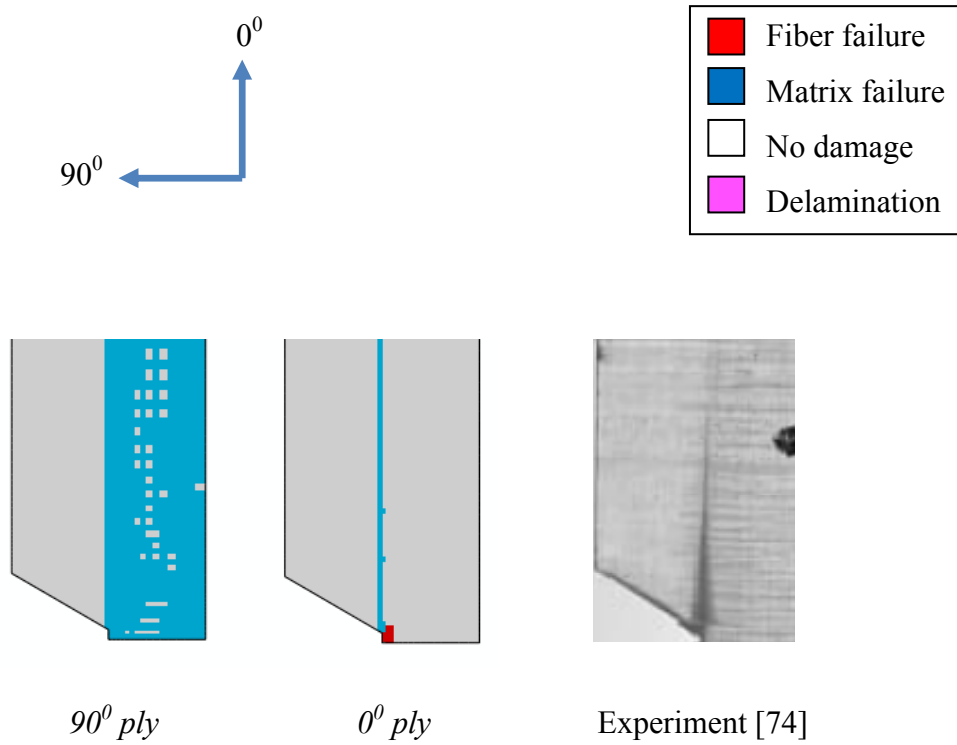 0⁰
90⁰
Fiber failure
Matrix failure
No damage
Delamination
90⁰ ply
0⁰ ply
Experiment [74]